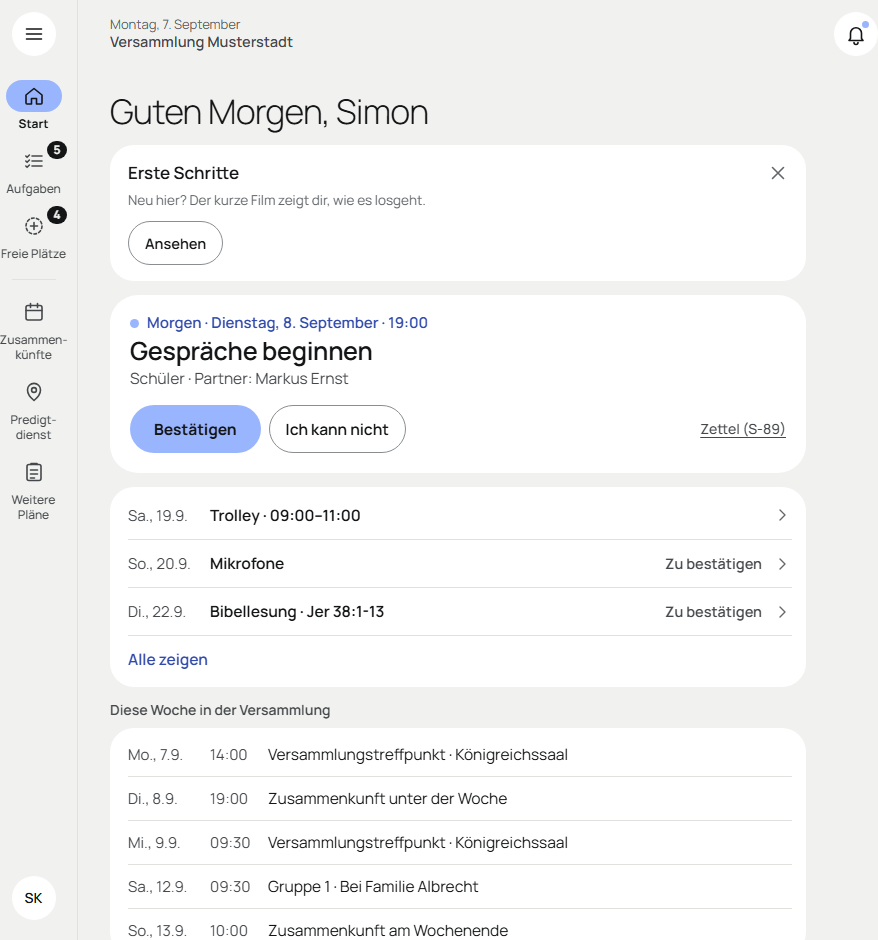 Montag, 7. September
Versammlung Musterstadt
Start
5
Aufgaben
4
Freie Plätze
Zusammen-
künfte
Predigt-
dienst
Weitere
Pläne
SK
Guten Morgen, Simon
Erste Schritte
Neu hier? Der kurze Film zeigt dir, wie es losgeht.
Ansehen
Morgen · Dienstag, 8. September · 19:00
Gespräche beginnen
Schüler · Partner: Markus Ernst
Bestätigen Ich kann nicht Zettel (S-89)
Sa., 19.9. Trolley · 09:00–11:00
So., 20.9. Mikrofone Zu bestätigen
Di., 22.9. Bibellesung · Jer 38:1-13 Zu bestätigen
Alle zeigen
Diese Woche in der Versammlung
Mo., 7.9. 14:00 Versammlungstreffpunkt · Königreichssaal
Di., 8.9. 19:00 Zusammenkunft unter der Woche
Mi., 9.9. 09:30 Versammlungstreffpunkt · Königreichssaal
Sa., 12.9. 09:30 Gruppe 1 · Bei Familie Albrecht
So., 13.9. 10:00 Zusammenkunft am Wochenende